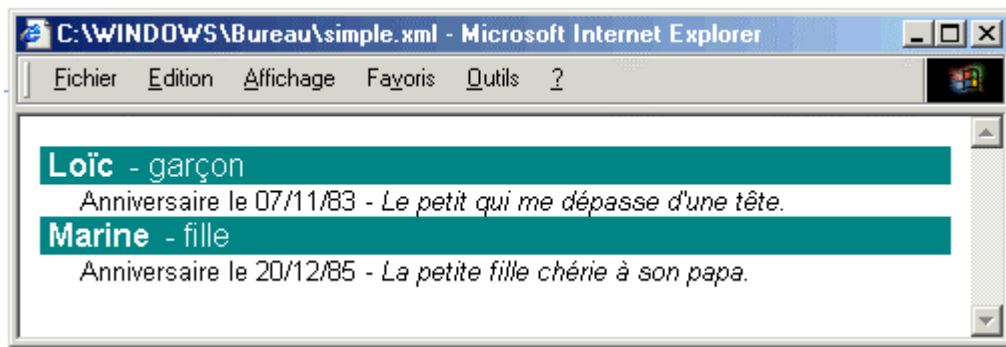 C:\WINDOWS\Bureau\simple.xml - Microsoft Internet Explorer
Fichier Edition Affichage Favoris Outils ?
Loïc - garçon
Anniversaire le 07/11/83 - Le petit qui me dépasse d'une tête.
Marine - fille
Anniversaire le 20/12/85 - La petite fille chérie à son papa.